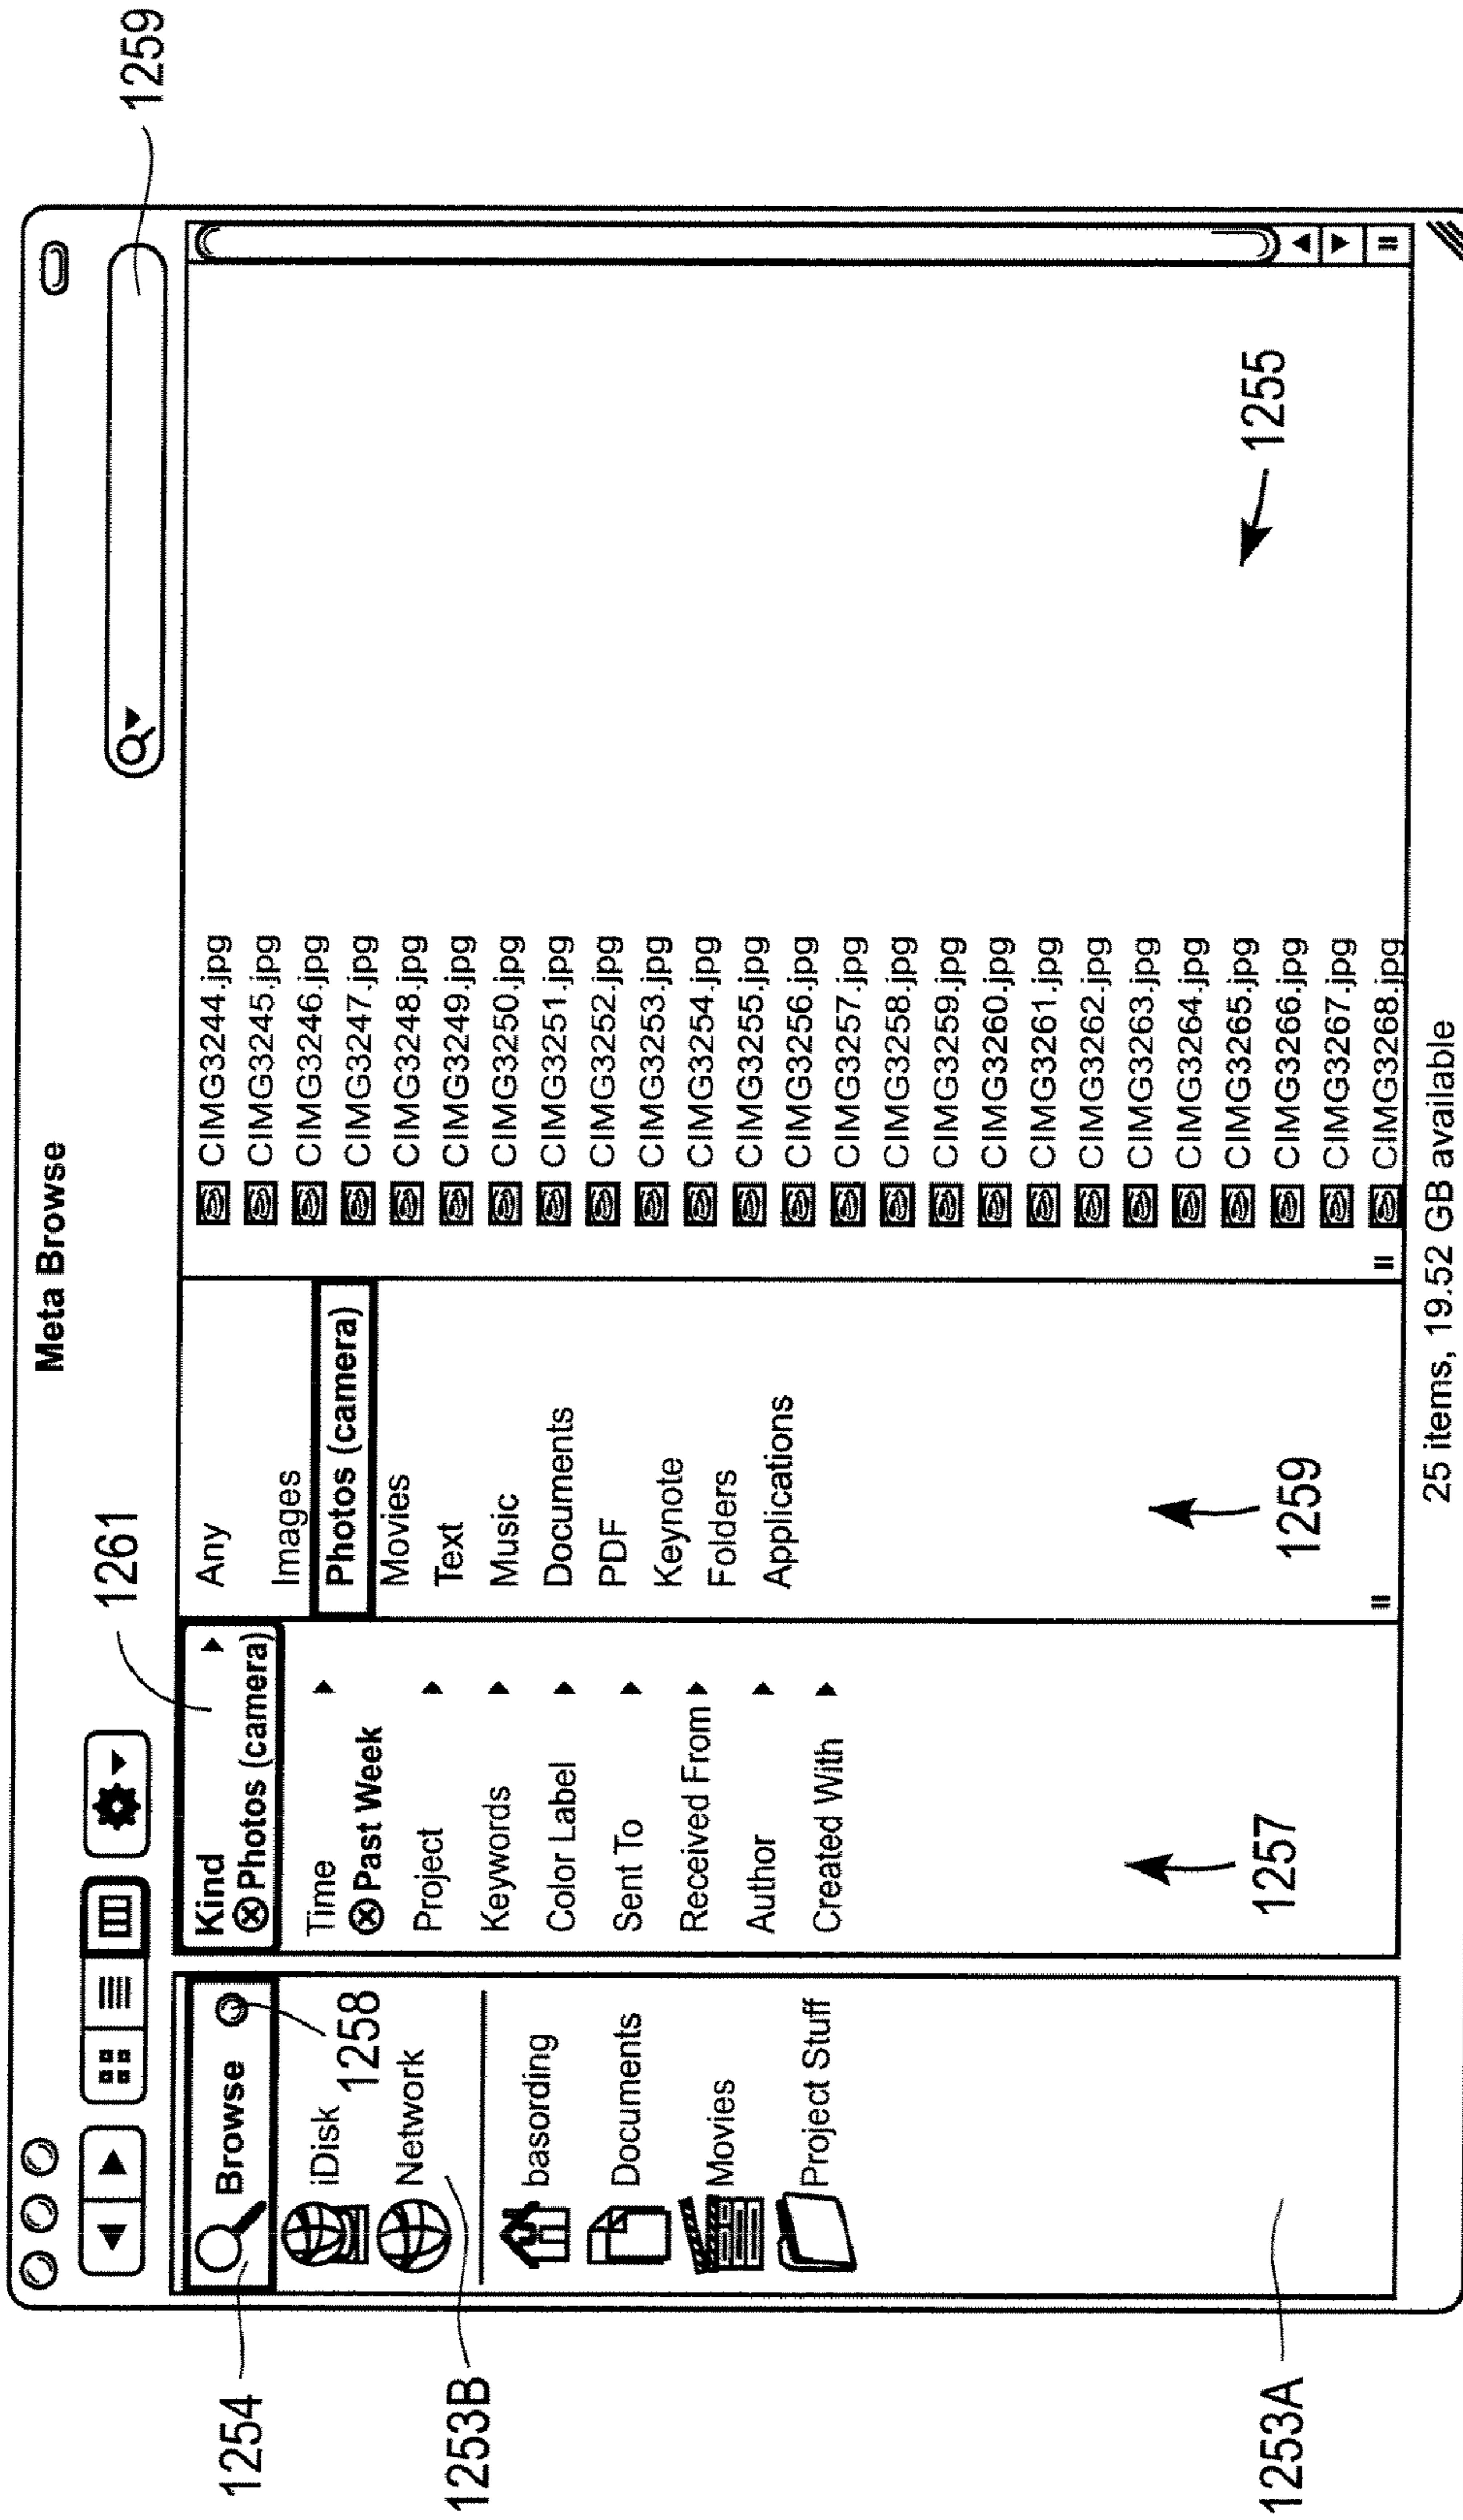 1259
Meta Browse
1261
1254
Browse
1258
iDisk
Network
1253B
basording
Documents
Movies
Project Stuff
1253A
Kind
Photos (camera)
Time
Past Week
Project
Keywords
Color Label
Sent To
Received From
Author
Created With
1257
Any
Images
Photos (camera)
Movies
Text
Music
Documents
PDF
Keynote
Folders
Applications
1259
CIMG3244.jpg
CIMG3245.jpg
CIMG3246.jpg
CIMG3247.jpg
CIMG3248.jpg
CIMG3249.jpg
CIMG3250.jpg
CIMG3251.jpg
CIMG3252.jpg
CIMG3253.jpg
CIMG3254.jpg
CIMG3255.jpg
CIMG3256.jpg
CIMG3257.jpg
CIMG3258.jpg
CIMG3259.jpg
CIMG3260.jpg
CIMG3261.jpg
CIMG3262.jpg
CIMG3263.jpg
CIMG3264.jpg
CIMG3265.jpg
CIMG3266.jpg
CIMG3267.jpg
CIMG3268.jpg
1255
25 items, 19.52 GB available